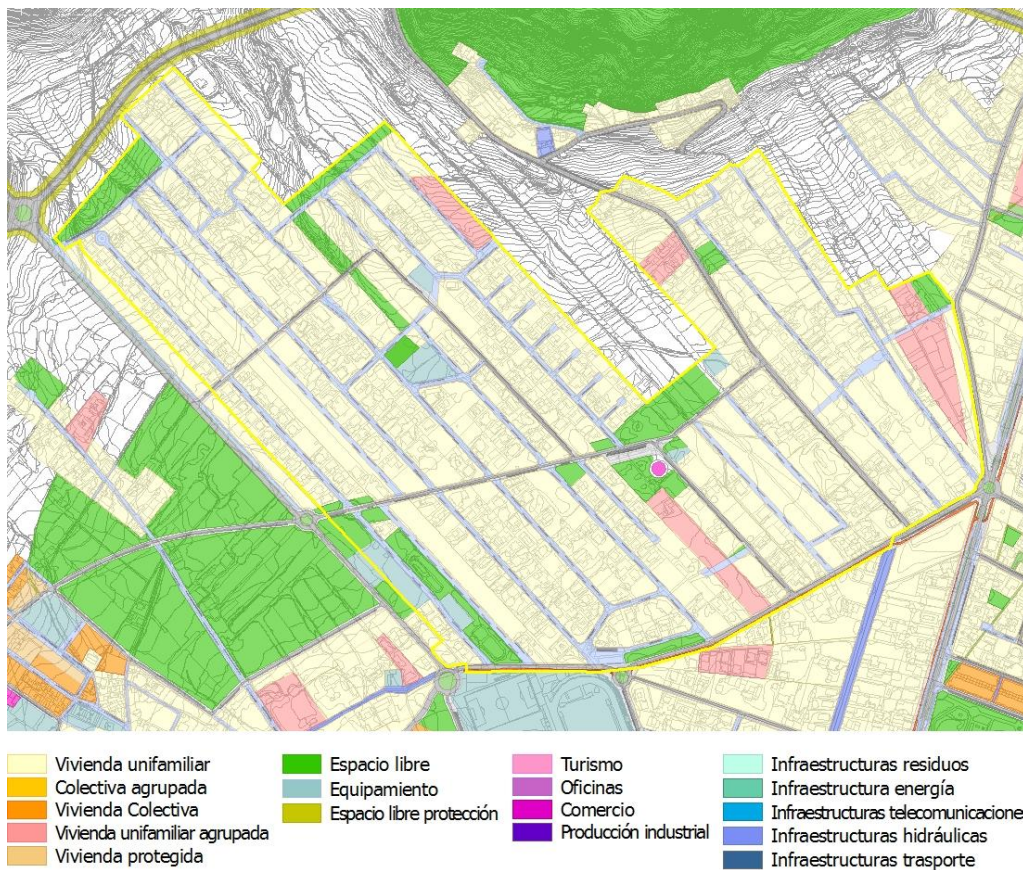 Vivienda unifamiliar
Colectiva agrupada
Vivienda Colectiva
Vivienda unifamiliar agrupada
Vivienda protegida
Espacio libre
Equipamiento
Espacio libre protección
Turismo
Oficinas
Comercio
Producción industrial
Infraestructuras residuos
Infraestructura energía
Infraestructuras telecomunicacione
Infraestructuras hidráulicas
Infraestructuras trasporte